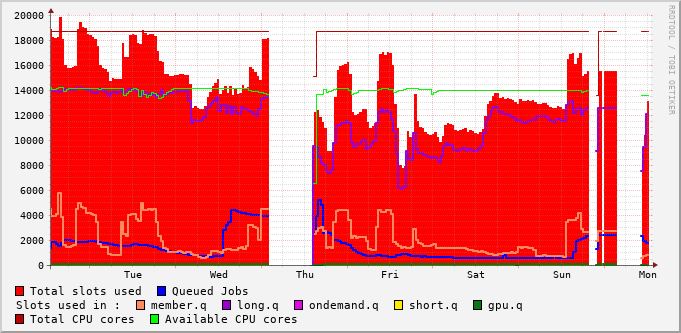 20000
18000
16000
14000
12000
10000
8000
6000
4000
2000
0
Tue Wed Thu Fri Sat Sun Mon
RRDTOOL / TOBI OETIKER
Total slots used Queued Jobs
Slots used in : member.q long.q ondemand.q short.q gpu.q
Total CPU cores Available CPU cores